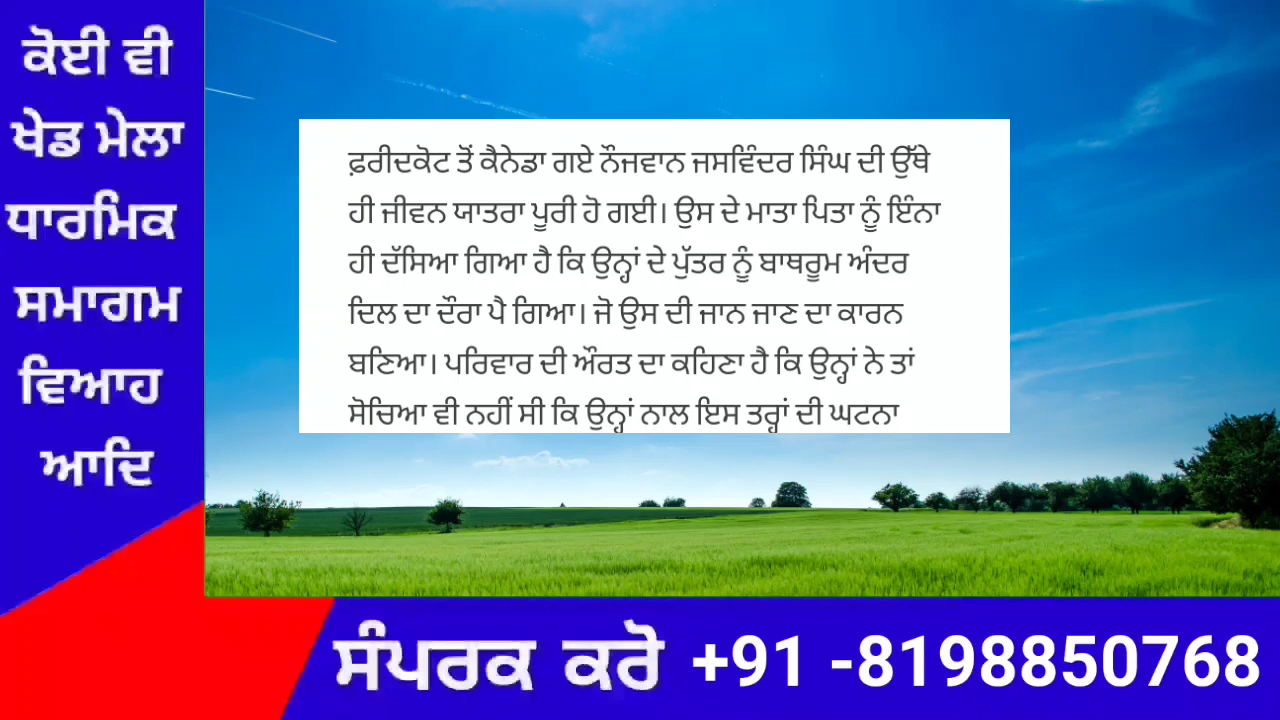 ਕੋਈ ਵੀ
ਖੇਡ ਮੇਲਾ
ਧਾਰਮਿਕ
ਸਮਾਗਮ
ਵਿਆਹ
ਆਦਿ
ਫ਼ਰੀਦਕੋਟ ਤੋਂ ਕੈਨੇਡਾ ਗਏ ਨੌਜਵਾਨ ਜਸਵਿੰਦਰ ਸਿੰਘ ਦੀ ਉੱਥੇ
ਹੀ ਜੀਵਨ ਯਾਤਰਾ ਪੂਰੀ ਹੋ ਗਈ। ਉਸ ਦੇ ਮਾਤਾ ਪਿਤਾ ਨੂੰ ਇੰਨਾ
ਹੀ ਦੱਸਿਆ ਗਿਆ ਹੈ ਕਿ ਉਨ੍ਹਾਂ ਦੇ ਪੁੱਤਰ ਨੂੰ ਬਾਥਰੂਮ ਅੰਦਰ
ਦਿਲ ਦਾ ਦੌਰਾ ਪੈ ਗਿਆ। ਜੋ ਉਸ ਦੀ ਜਾਨ ਜਾਣ ਦਾ ਕਾਰਨ
ਬਣਿਆ। ਪਰਿਵਾਰ ਦੀ ਔਰਤ ਦਾ ਕਹਿਣਾ ਹੈ ਕਿ ਉਨ੍ਹਾਂ ਨੇ ਤਾਂ
ਸੋਚਿਆ ਵੀ ਨਹੀਂ ਸੀ ਕਿ ਉਨ੍ਹਾਂ ਨਾਲ ਇਸ ਤਰ੍ਹਾਂ ਦੀ ਘਟਨਾ
ਸੰਪਰਕ ਕਰੋ +91 -8198850768